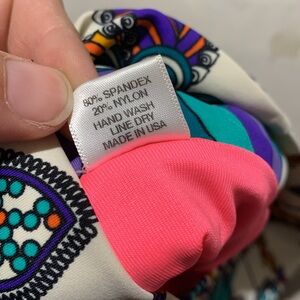 80% SPANDEX
20% NYLON
HAND WASH
LINE DRY
MADE IN USA